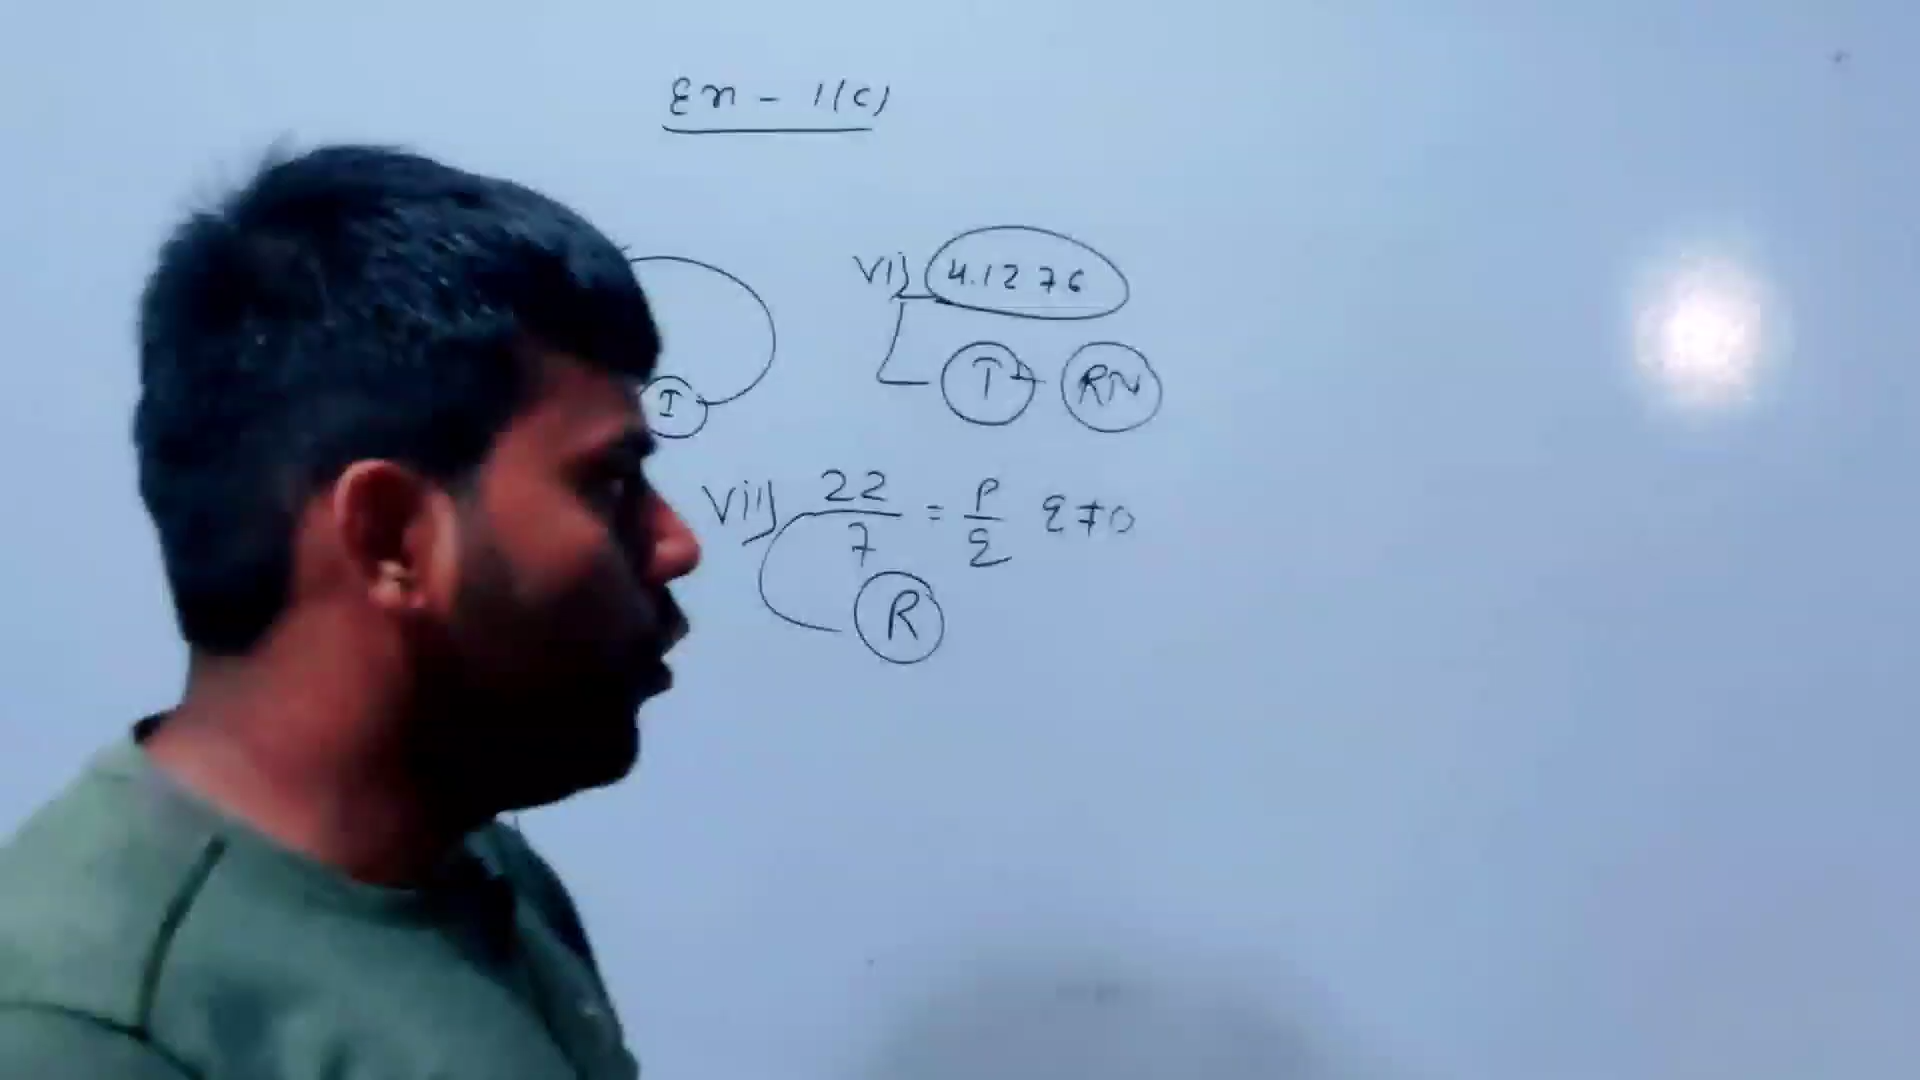 Ex - 1(c)
I
vi) 4.1276
T RN
vii) 22/7 = p/q q≠0
R